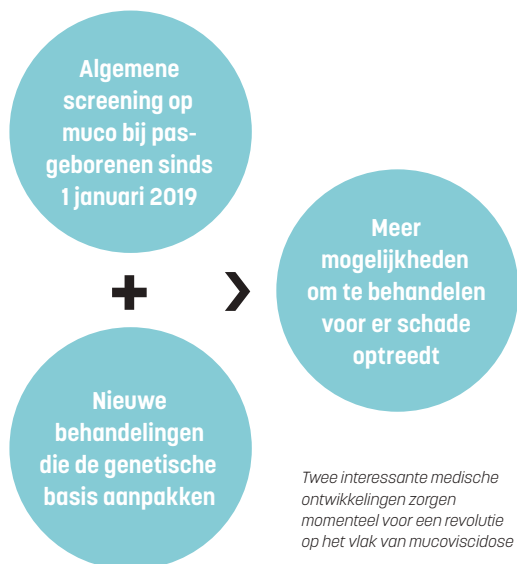 Algemene
screening op
muco bij pas-
geborenen sinds
1 januari 2019
+
›
Meer
mogelijkheden
om te behandelen
voor er schade
optreedt
Nieuwe
behandelingen
die de genetische
basis aanpakken
Twee interessante medische
ontwikkelingen zorgen
momenteel voor een revolutie
op het vlak van mucoviscidose